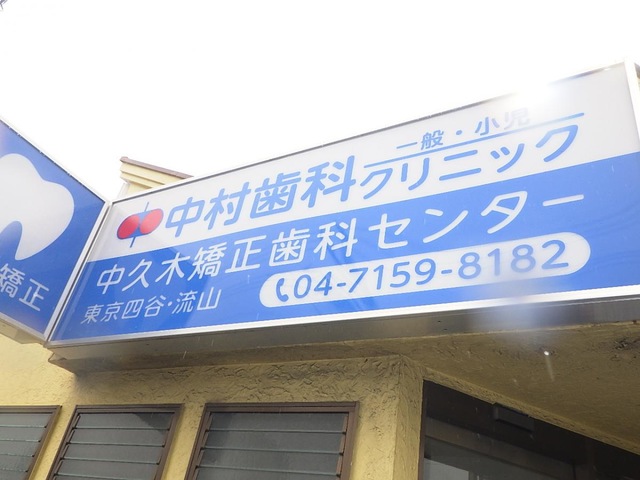 一般・小児
中村歯科クリニック
中久木矯正歯科センター
東京四谷・流山
04-7159-8182
矯正